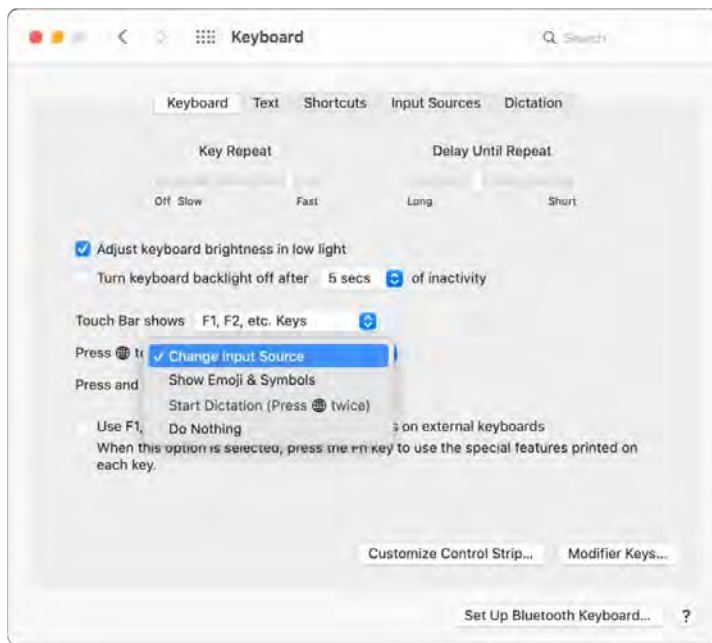 Keyboard
Search
Keyboard Text Shortcuts Input Sources Dictation
Key Repeat Delay Until Repeat
Off Slow Fast Long Short
Adjust keyboard brightness in low light
Turn keyboard backlight off after 5 secs of inactivity
Touch Bar shows F1, F2, etc. Keys
Press 🌐 to
✓ Change Input Source
Press and
Show Emoji & Symbols
Start Dictation (Press 🌐 twice)
Use F1,
Do Nothing
on external keyboards
When this option is selected, press the Fn key to use the special features printed on
each key.
Customize Control Strip... Modifier Keys...
Set Up Bluetooth Keyboard... ?